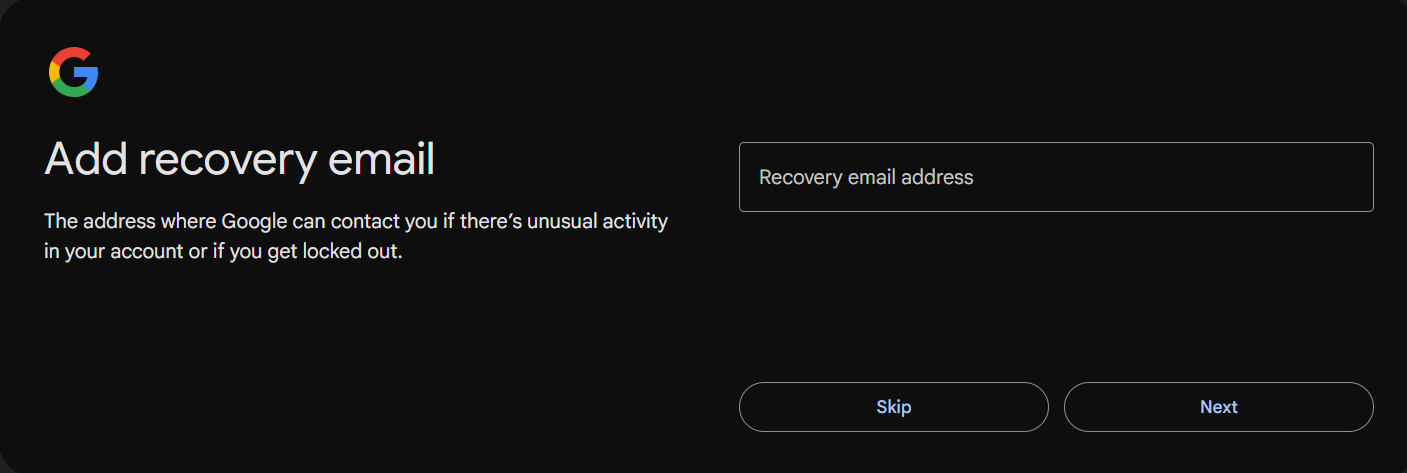 Add recovery email
The address where Google can contact you if there’s unusual activity
in your account or if you get locked out.
Recovery email address
Skip
Next